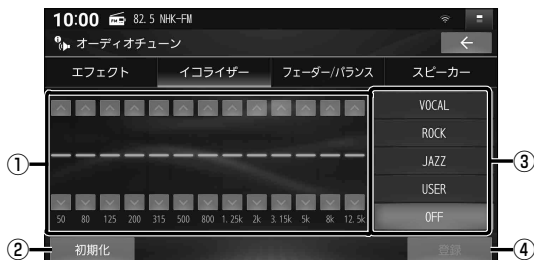 10:00 FM 82.5 NHK-FM
オーディオチューン
エフェクト イコライザー フェーダー/バランス スピーカー
VOCAL
ROCK
JAZZ
USER
OFF
50 80 125 200 315 500 800 1.25k 2k 3.15k 5k 8k 12.5k
初期化 登録
①
②
③
④